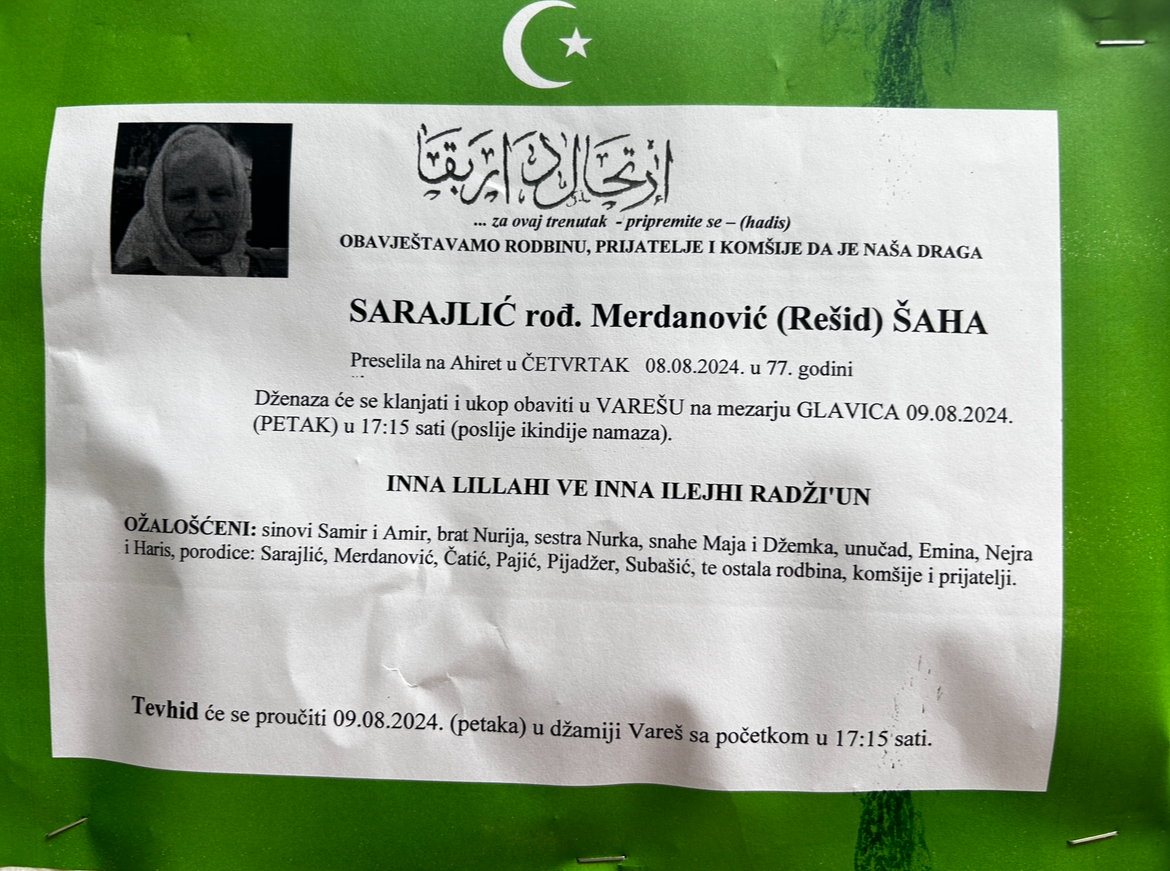 ... za ovaj trenutak - pripremite se – (hadis)
OBAVJEŠTAVAMO RODBINU, PRIJATELJE I KOMŠIJE DA JE NAŠA DRAGA
SARAJLIĆ rođ. Merdanović (Rešid) ŠAHA
Preselila na Ahiret u ČETVRTAK 08.08.2024. u 77. godini
Dženaza će se klanjati i ukop obaviti u VAREŠU na mezarju GLAVICA 09.08.2024.
(PETAK) u 17:15 sati (poslije ikindije namaza).
INNA LILLAHI VE INNA ILEJHI RADŽI'UN
OŽALOŠĆENI: sinovi Samir i Amir, brat Nurija, sestra Nurka, snahe Maja i Džemka, unučad, Emina, Nejra
i Haris, porodice: Sarajlić, Merdanović, Čatić, Pajić, Pijadžer, Subašić, te ostala rodbina, komšije i prijatelji.
Tevhid će se proučiti 09.08.2024. (petaka) u džamiji Vareš sa početkom u 17:15 sati.